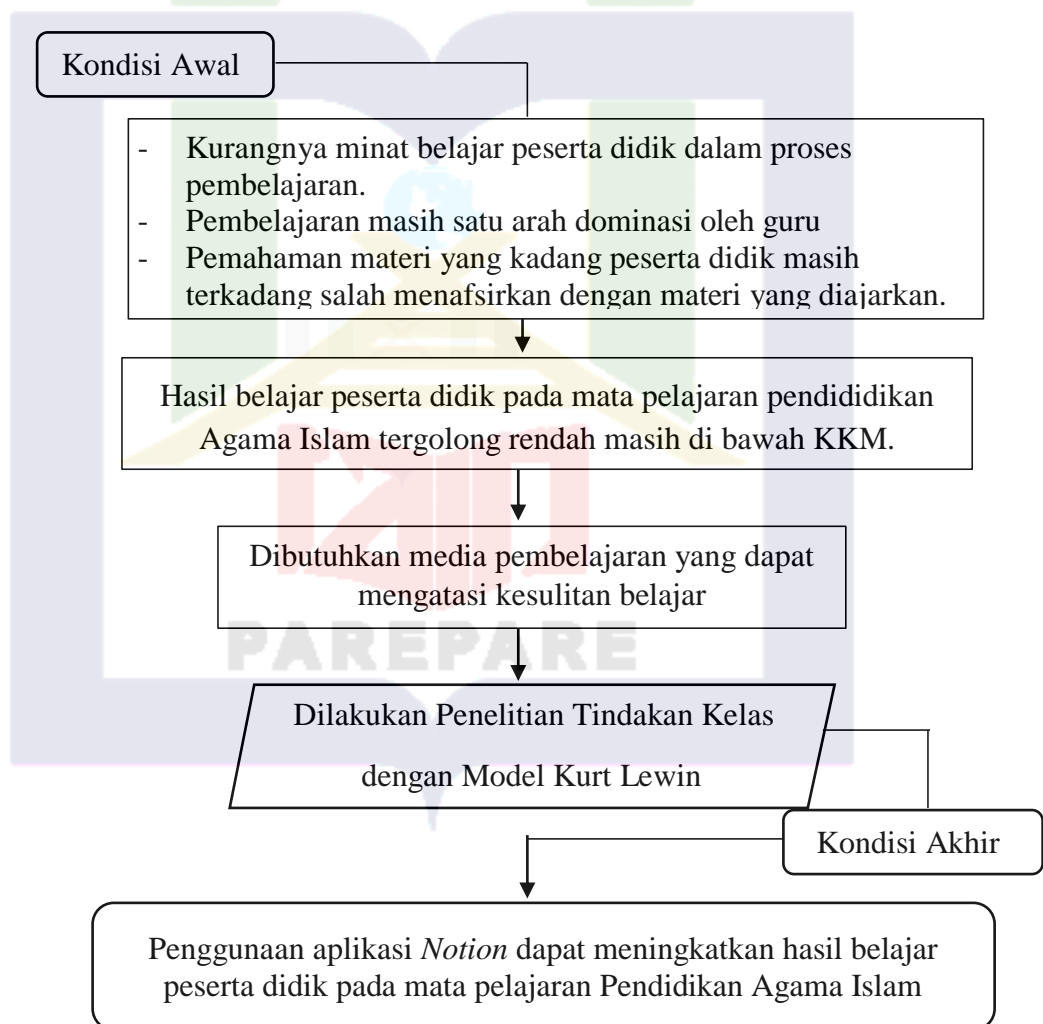 Kondisi Awal
- Kurangnya minat belajar peserta didik dalam proses
pembelajaran.
- Pembelajaran masih satu arah dominasi oleh guru
- Pemahaman materi yang kadang peserta didik masih
terkadang salah menafsirkan dengan materi yang diajarkan.
Hasil belajar peserta didik pada mata pelajaran pendididikan
Agama Islam tergolong rendah masih di bawah KKM.
Dibutuhkan media pembelajaran yang dapat
mengatasi kesulitan belajar
PAREPARE
Dilakukan Penelitian Tindakan Kelas
dengan Model Kurt Lewin
Kondisi Akhir
Penggunaan aplikasi Notion dapat meningkatkan hasil belajar
peserta didik pada mata pelajaran Pendidikan Agama Islam